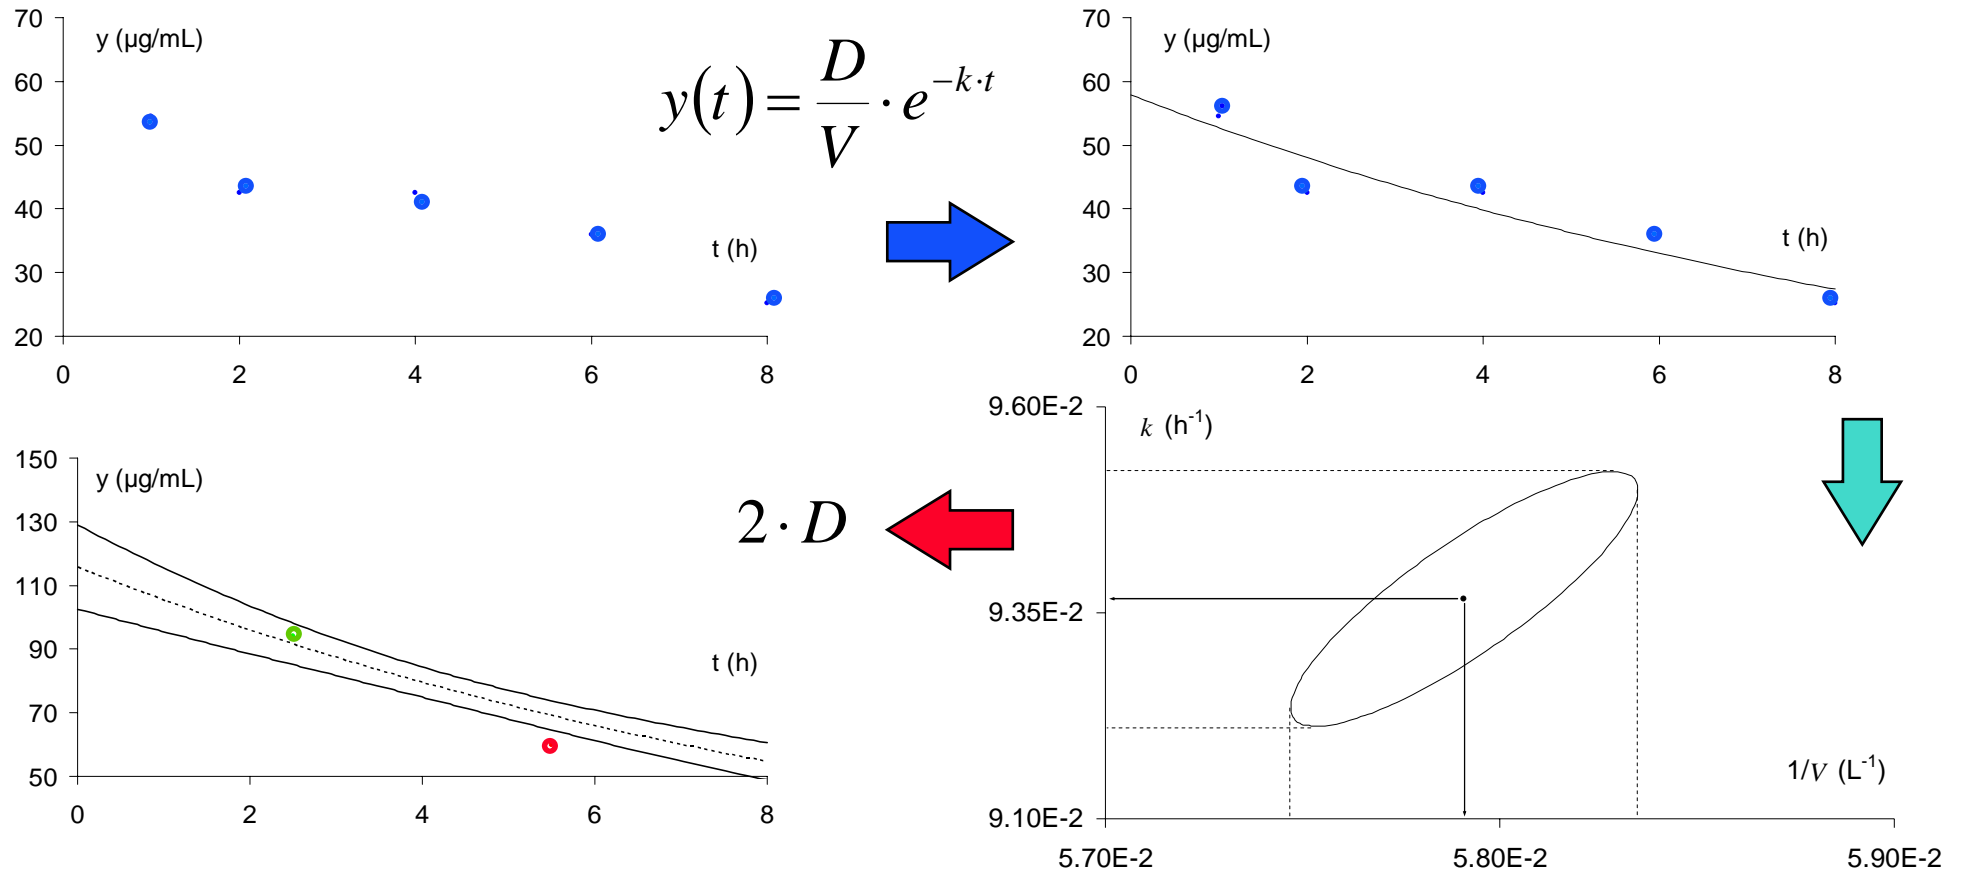 70
y (µg/mL)
60
50
40
30
20
t (h)
0 2 4 6 8
y(t) = D/V · e^{−k·t}
70
y (µg/mL)
60
50
40
30
20
t (h)
0 2 4 6 8
150
y (µg/mL)
130
110
90
70
50
t (h)
0 2 4 6 8
2 · D
9.60E-2
k (h⁻¹)
9.35E-2
9.10E-2
1/V (L⁻¹)
5.70E-2 5.80E-2 5.90E-2